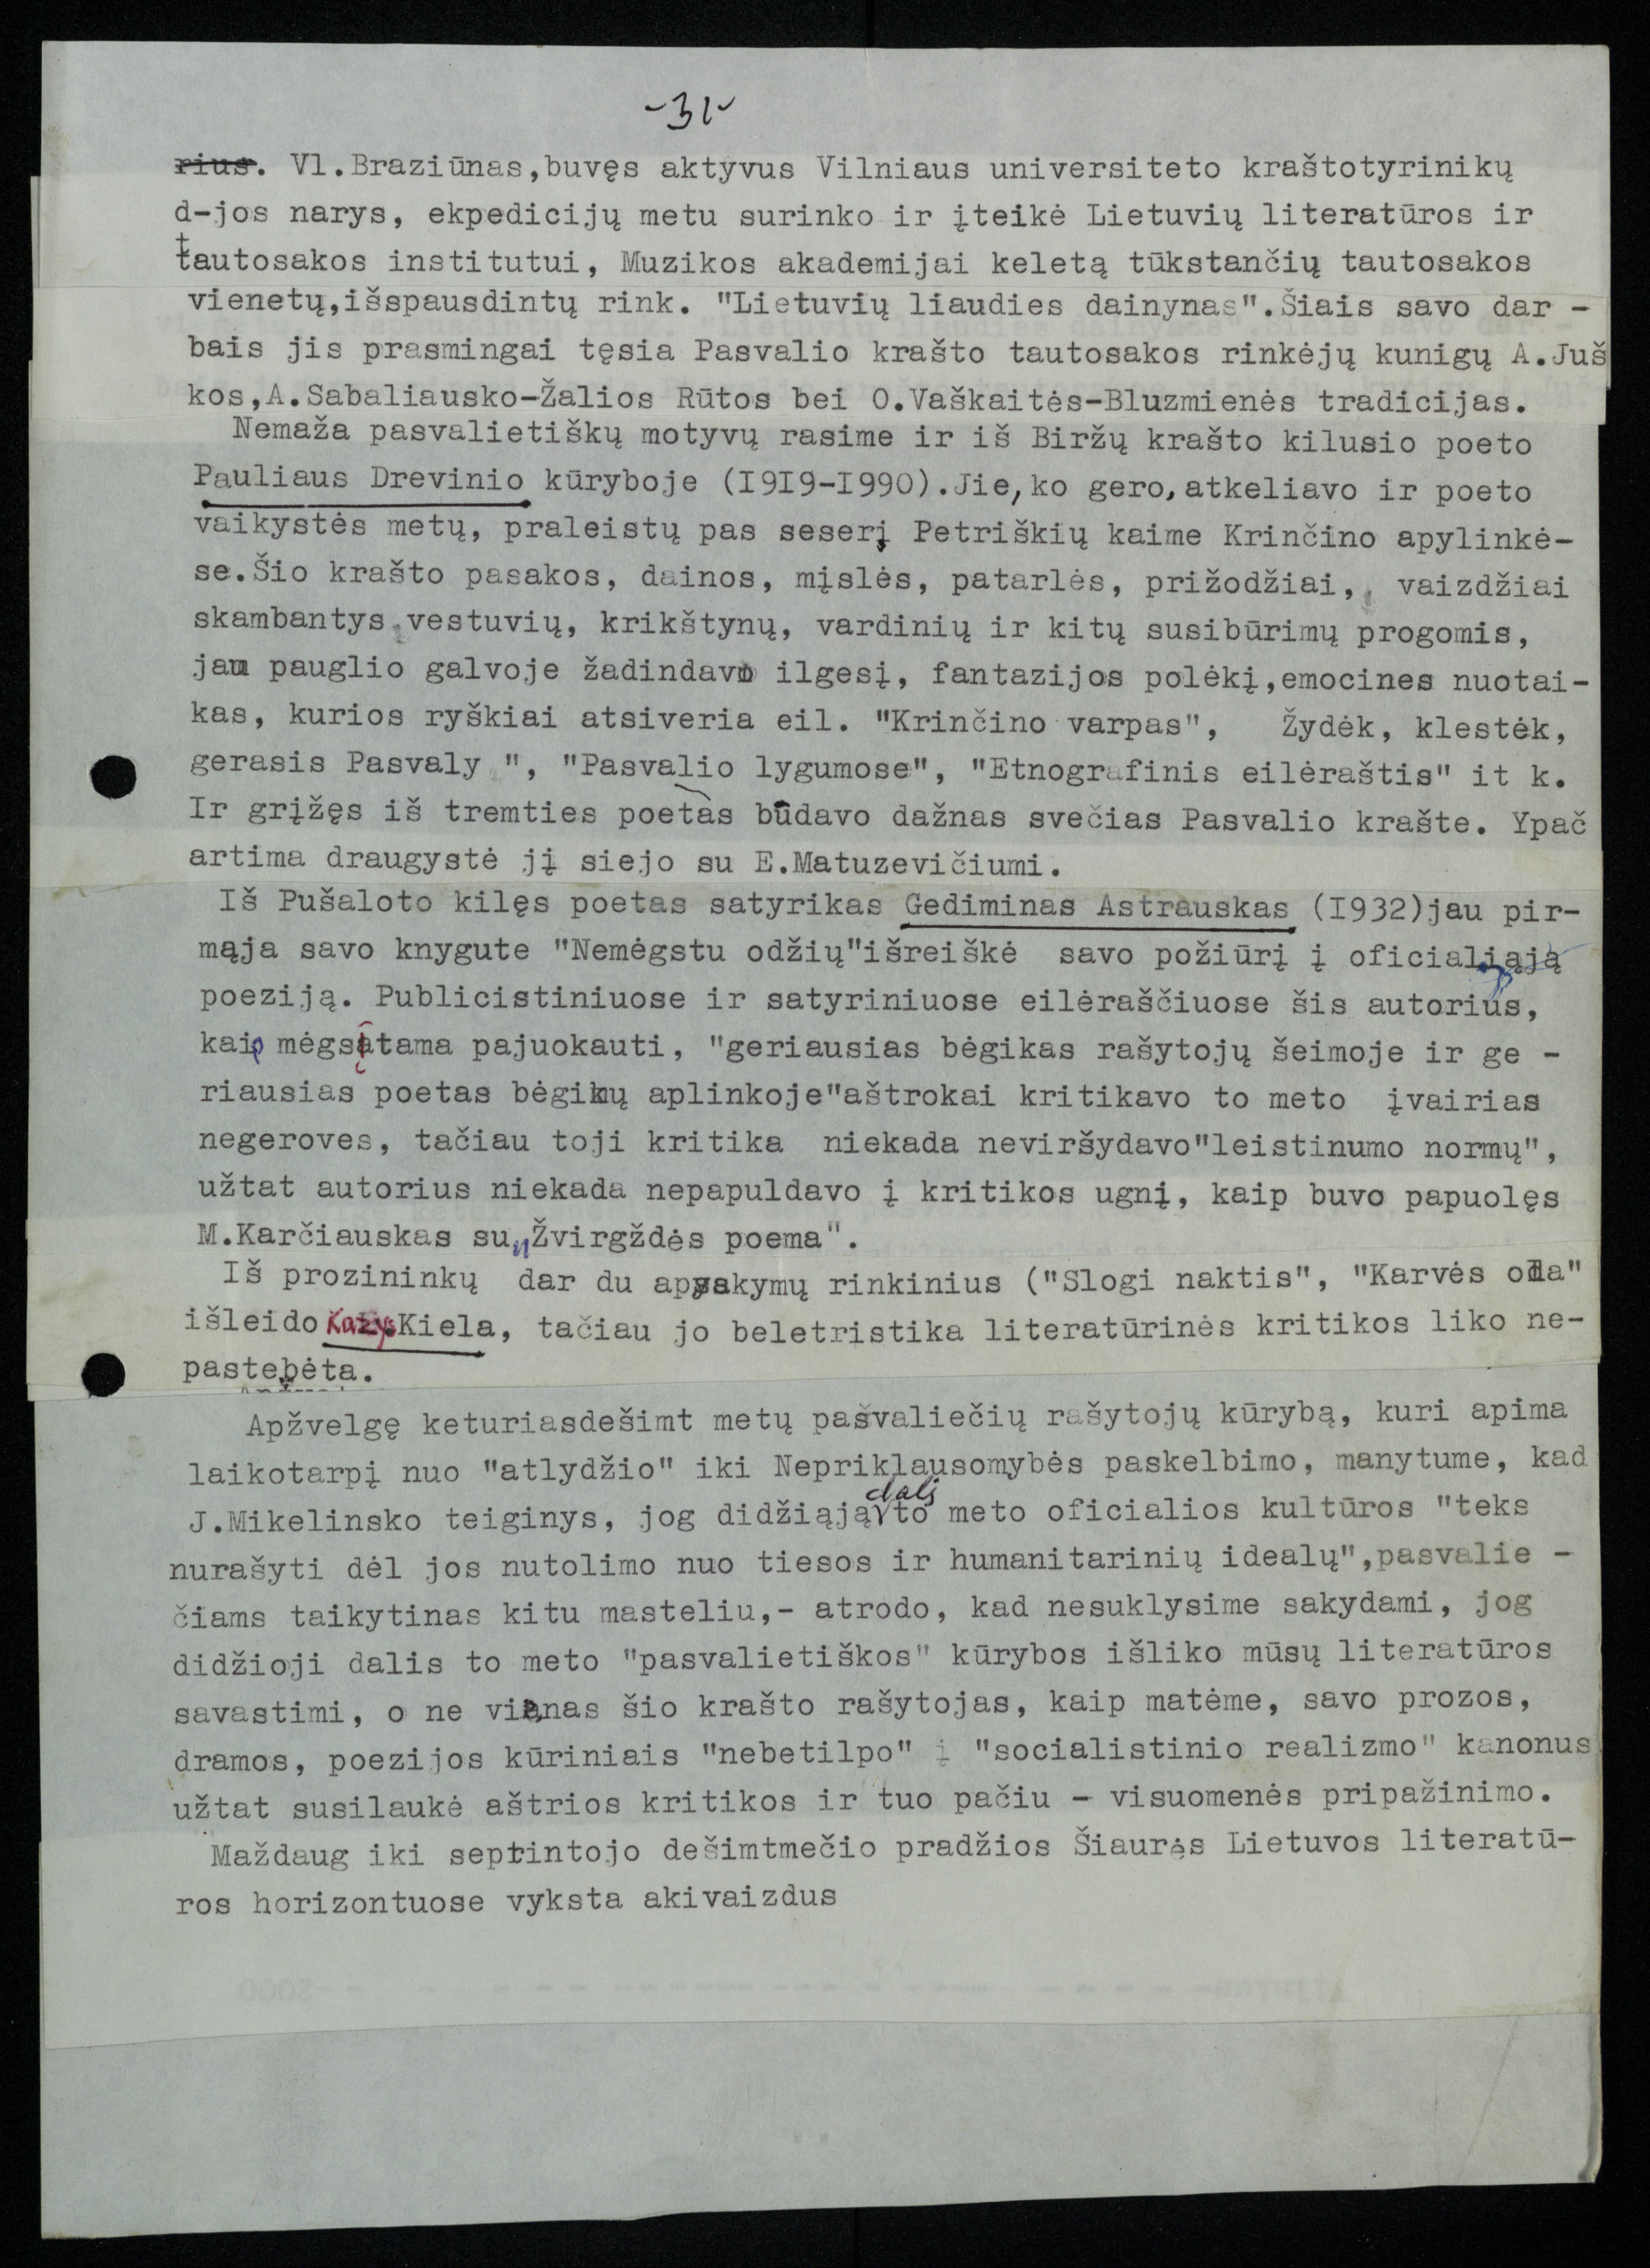 -31-
rius. Vl.Braziūnas,buvęs aktyvus Vilniaus universiteto kraštotyrinikų
d-jos narys, ekpedicijų metu surinko ir įteikė Lietuvių literatūros ir
tautosakos institutui, Muzikos akademijai keletą tūkstančių tautosakos
vienetų,išspausdintų rink. "Lietuvių liaudies dainynas".Šiais savo dar -
bais jis prasmingai tęsia Pasvalio krašto tautosakos rinkėjų kunigų A.Juš
kos,A.Sabaliausko-Žalios Rūtos bei O.Vaškaitės-Bluzmienės tradicijas.
Nemaža pasvalietiškų motyvų rasime ir iš Biržų krašto kilusio poeto
Pauliaus Drevinio kūryboje (I9I9-I990).Jie,ko gero,atkeliavo ir poeto
vaikystės metų, praleistų pas seserį Petriškių kaime Krinčino apylinkė-
se.Šio krašto pasakos, dainos, mįslės, patarlės, prižodžiai, vaizdžiai
skambantys vestuvių, krikštynų, vardinių ir kitų susibūrimų progomis,
jau pauglio galvoje žadindavo ilgesį, fantazijos polėkį,emocines nuotai-
kas, kurios ryškiai atsiveria eil. "Krinčino varpas", Žydėk, klestėk,
gerasis Pasvaly ", "Pasvalio lygumose", "Etnografinis eilėraštis" it k.
Ir grįžęs iš tremties poetas būdavo dažnas svečias Pasvalio krašte. Ypač
artima draugystė jį siejo su E.Matuzevičiumi.
Iš Pušaloto kilęs poetas satyrikas Gediminas Astrauskas (I932)jau pir-
mąja savo knygute "Nemėgstu odžių"išreiškė savo požiūrį į oficialiąją
poeziją. Publicistiniuose ir satyriniuose eilėraščiuose šis autorius,
kaip mėgstama pajuokauti, "geriausias bėgikas rašytojų šeimoje ir ge -
riausias poetas bėgikų aplinkoje"aštrokai kritikavo to meto įvairias
negeroves, tačiau toji kritika niekada neviršydavo"leistinumo normų",
užtat autorius niekada nepapuldavo į kritikos ugnį, kaip buvo papuolęs
M.Karčiauskas su„Žvirgždės poema".
Iš prozininkų dar du apsakymų rinkinius ("Slogi naktis", "Karvės oda"
išleido Kazys Kiela, tačiau jo beletristika literatūrinės kritikos liko ne-
pastebėta.
Apžvelgę keturiasdešimt metų pasvaliečių rašytojų kūrybą, kuri apima
laikotarpį nuo "atlydžio" iki Nepriklausomybės paskelbimo, manytume, kad
J.Mikelinsko teiginys, jog didžiąją dalį to meto oficialios kultūros "teks
nurašyti dėl jos nutolimo nuo tiesos ir humanitarinių idealų",pasvalie -
čiams taikytinas kitu masteliu,- atrodo, kad nesuklysime sakydami, jog
didžioji dalis to meto "pasvalietiškos" kūrybos išliko mūsų literatūros
savastimi, o ne vienas šio krašto rašytojas, kaip matėme, savo prozos,
dramos, poezijos kūriniais "nebetilpo" į "socialistinio realizmo" kanonus
užtat susilaukė aštrios kritikos ir tuo pačiu - visuomenės pripažinimo.
Maždaug iki septintojo dešimtmečio pradžios Šiaurės Lietuvos literatū-
ros horizontuose vyksta akivaizdus